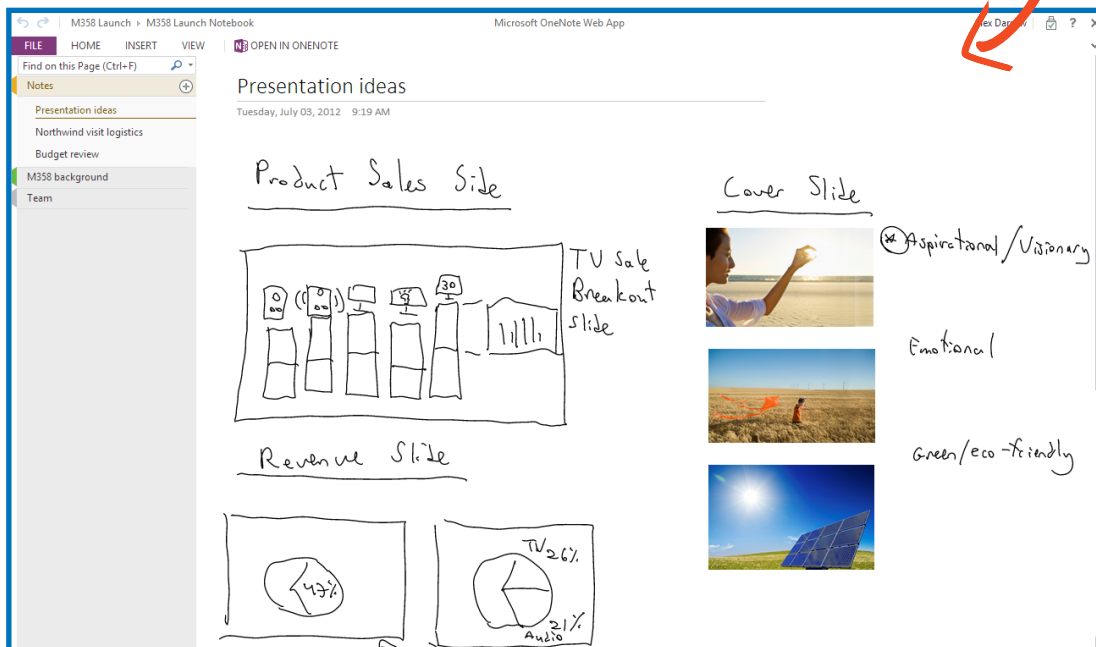 M358 Launch ▸ M358 Launch Notebook
Microsoft OneNote Web App
?
FILE HOME INSERT VIEW OPEN IN ONENOTE
Find on this Page (Ctrl+F)
Notes
Presentation ideas
Northwind visit logistics
Budget review
M358 background
Team
Presentation ideas
Tuesday, July 03, 2012 9:19 AM
Product Sales Slide
TV Sale
Breakout
Slide
30
Revenue Slide
47%
TV 26%
21%
Audio
Cover Slide
Aspirational/Visionary
Emotional
Green/eco-friendly